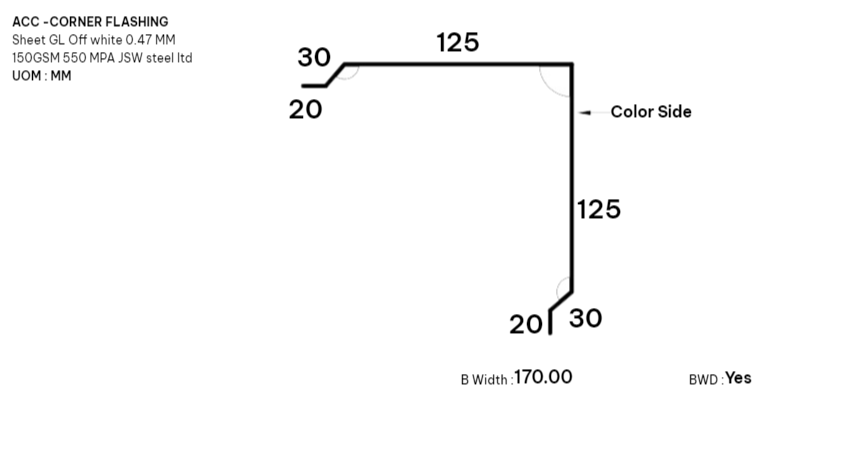 ACC -CORNER FLASHING
Sheet GL Off white 0.47 MM
150GSM 550 MPA JSW steel ltd
UOM : MM
125
30
20
Color Side
125
20
30
B Width : 170.00
BWD : Yes